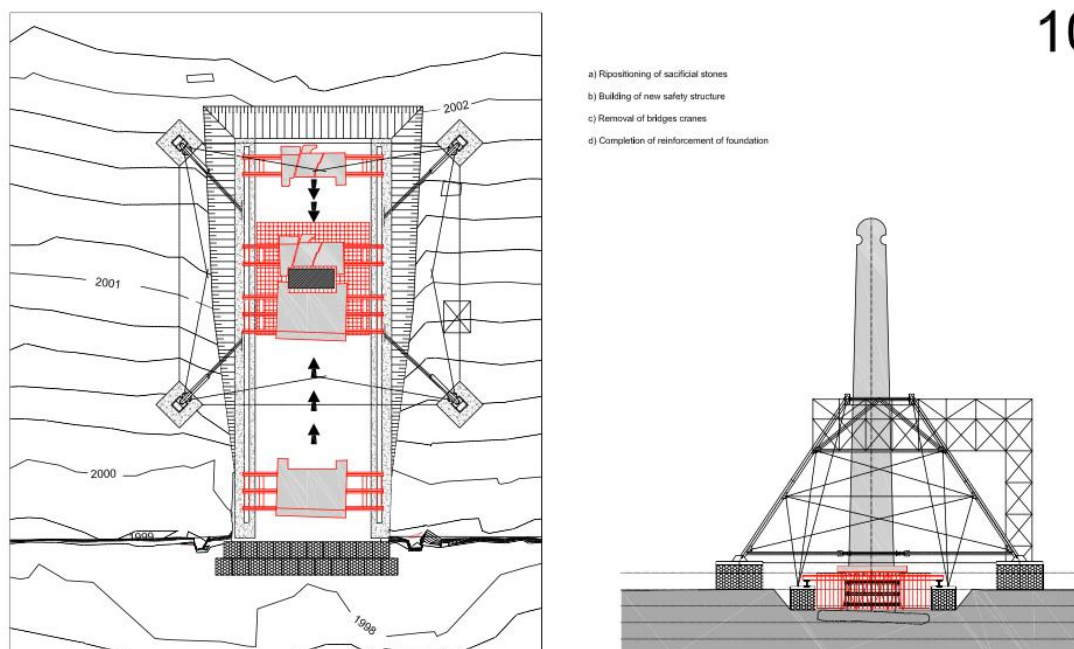 10
a) Ripositioning of sacificial stones
b) Building of new safety structure
c) Removal of bridges cranes
d) Completion of reinforcement of foundation
2002
2001
2000
1999
1998